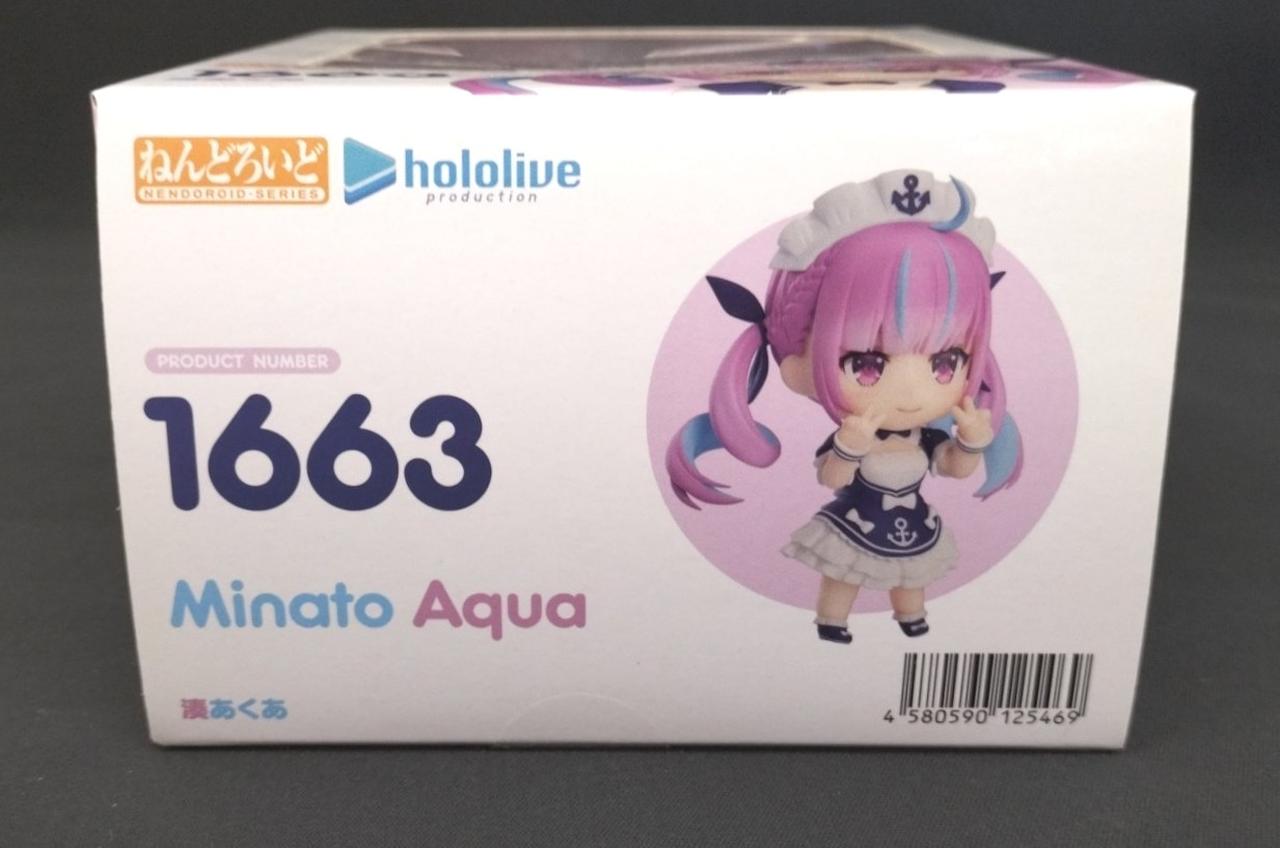 ねんどろいど
NENDOROID-SERIES
hololive
production
PRODUCT NUMBER
1663
Minato Aqua
湊あくあ
4 580590 125469